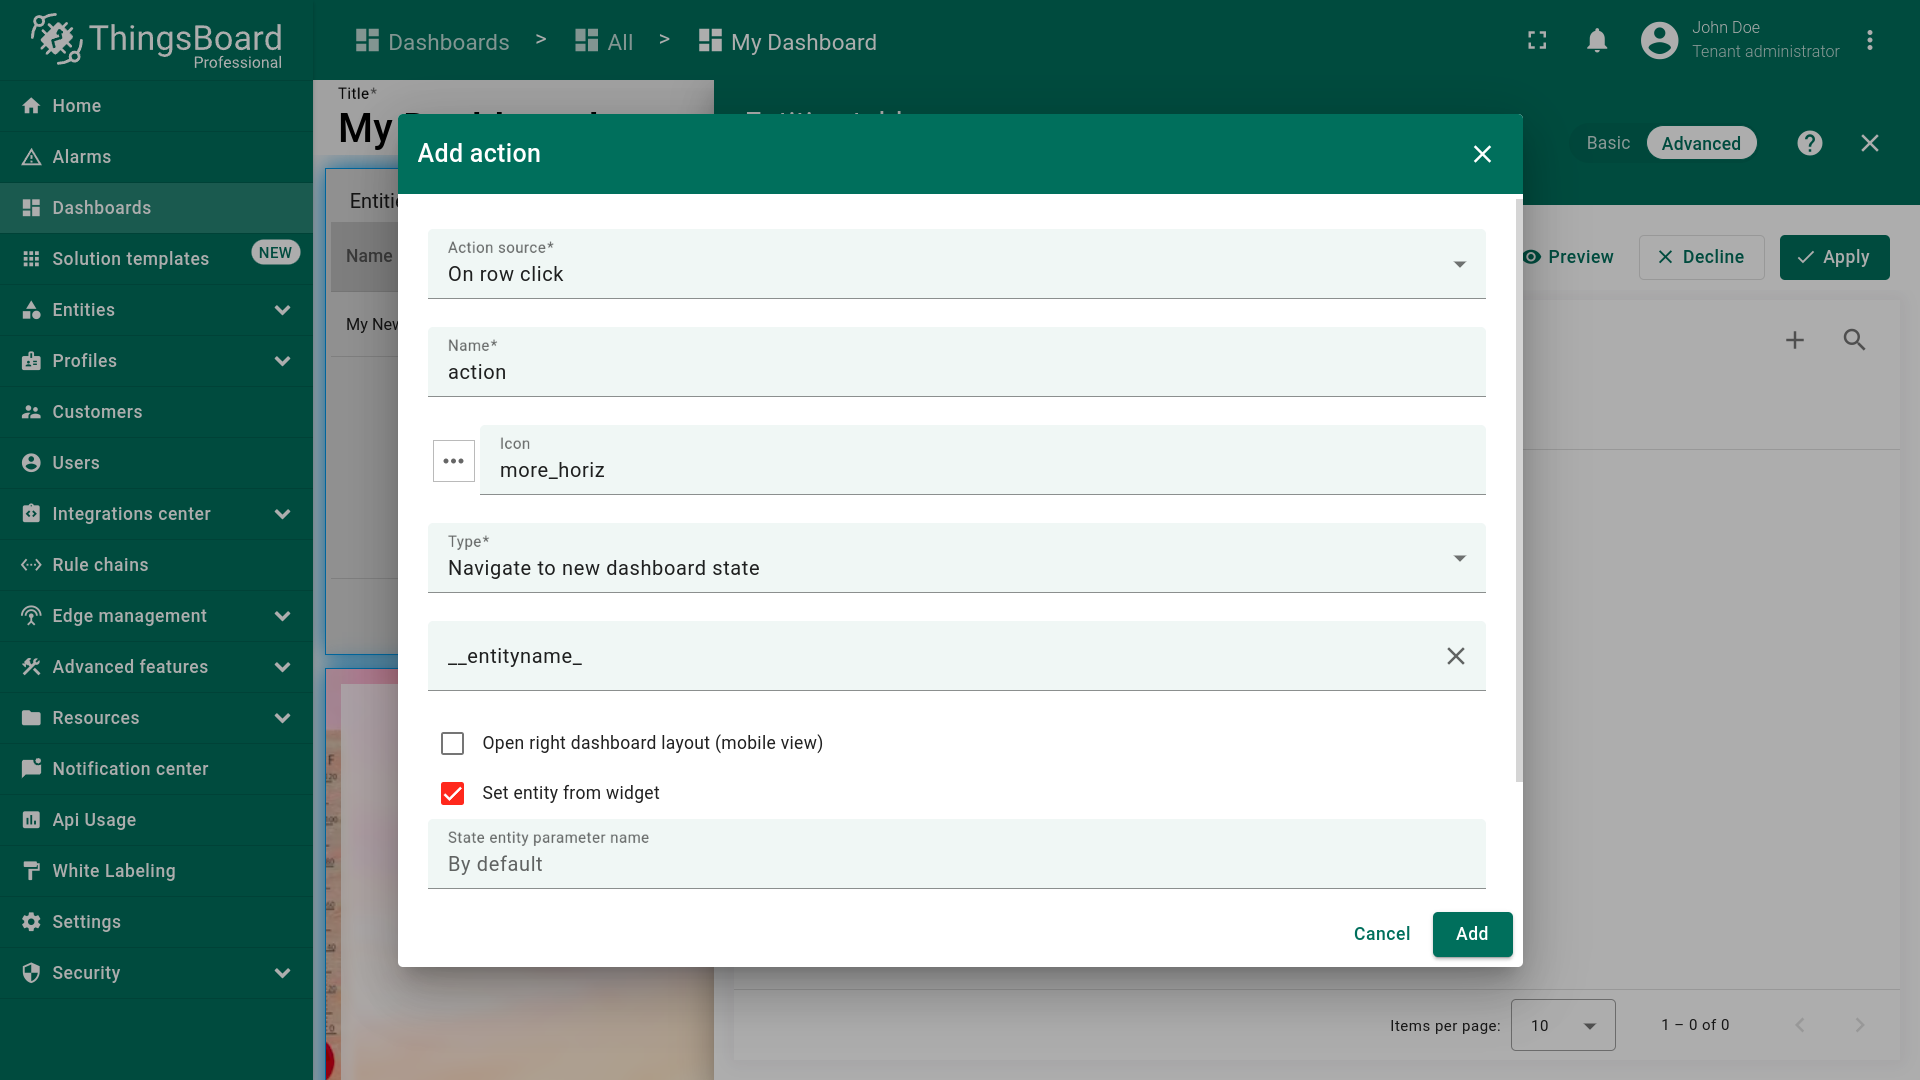 ThingsBoard
Professional
Dashboards > All > My Dashboard
John Doe
Tenant administrator
Home
Alarms
Dashboards
Solution templates NEW
Entities
Profiles
Customers
Users
Integrations center
Rule chains
Edge management
Advanced features
Resources
Notification center
Api Usage
White Labeling
Settings
Security
Title*
My
Name
My New
Basic
Advanced
Preview
Decline
Apply
Add action
Action source*
On row click
Name*
action
Icon
more_horiz
Type*
Navigate to new dashboard state
__entityname_
Open right dashboard layout (mobile view)
Set entity from widget
State entity parameter name
By default
Cancel
Add
Items per page: 10 1 – 0 of 0